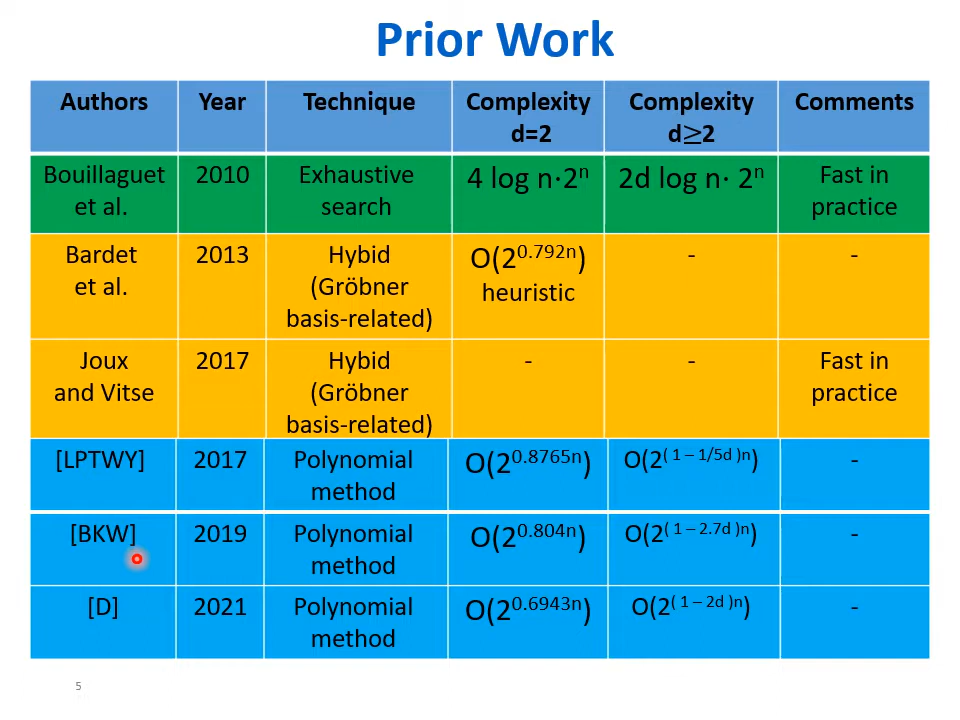 Prior Work
Authors Year Technique Complexity d=2 Complexity d≥2 Comments
Bouillaguet et al. 2010 Exhaustive search 4 log n·2ⁿ 2d log n· 2ⁿ Fast in practice
Bardet et al. 2013 Hybid (Gröbner basis-related) O(2^0.792n) heuristic - -
Joux and Vitse 2017 Hybid (Gröbner basis-related) - - Fast in practice
[LPTWY] 2017 Polynomial method O(2^0.8765n) O(2^( 1 – 1/5d )n) -
[BKW] 2019 Polynomial method O(2^0.804n) O(2^( 1 – 2.7d )n) -
[D] 2021 Polynomial method O(2^0.6943n) O(2^( 1 – 2d )n) -
5